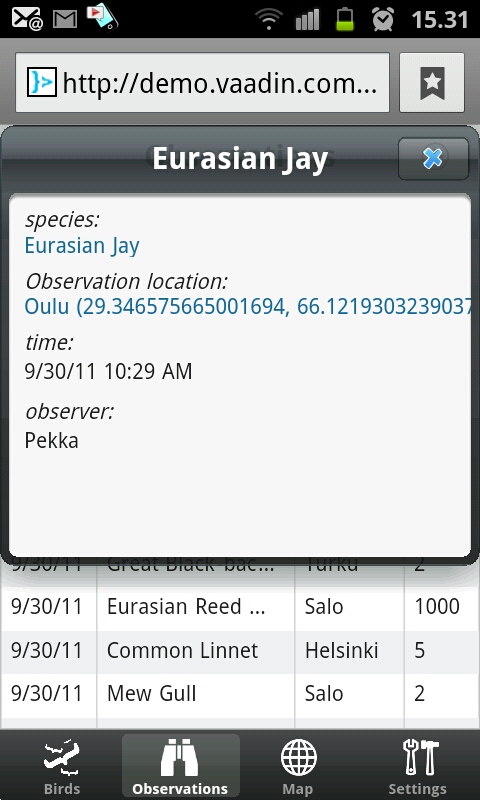 15.31
http://demo.vaadin.com...
Eurasian Jay
species:
Eurasian Jay
Observation location:
Oulu (29.346575665001694, 66.1219303239037
time:
9/30/11 10:29 AM
observer:
Pekka
9/30/11 Great Black-bac... Turku 2
9/30/11 Eurasian Reed ... Salo 1000
9/30/11 Common Linnet Helsinki 5
9/30/11 Mew Gull Salo 2
Birds Observations Map Settings